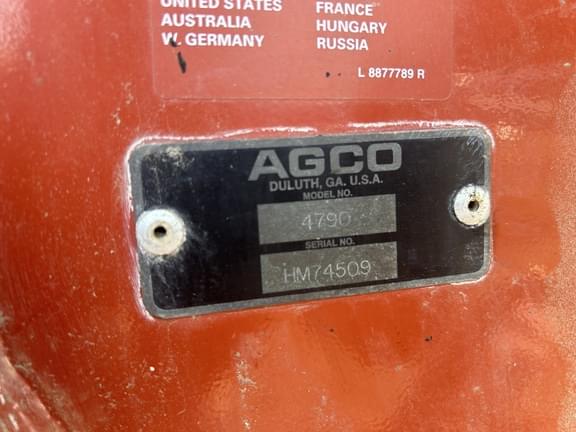 UNITED STATES
AUSTRALIA
W. GERMANY
FRANCE
HUNGARY
RUSSIA
L 8877789 R
AGCO
DULUTH, GA. U.S.A.
MODEL NO.
4790
SERIAL NO.
HM74509